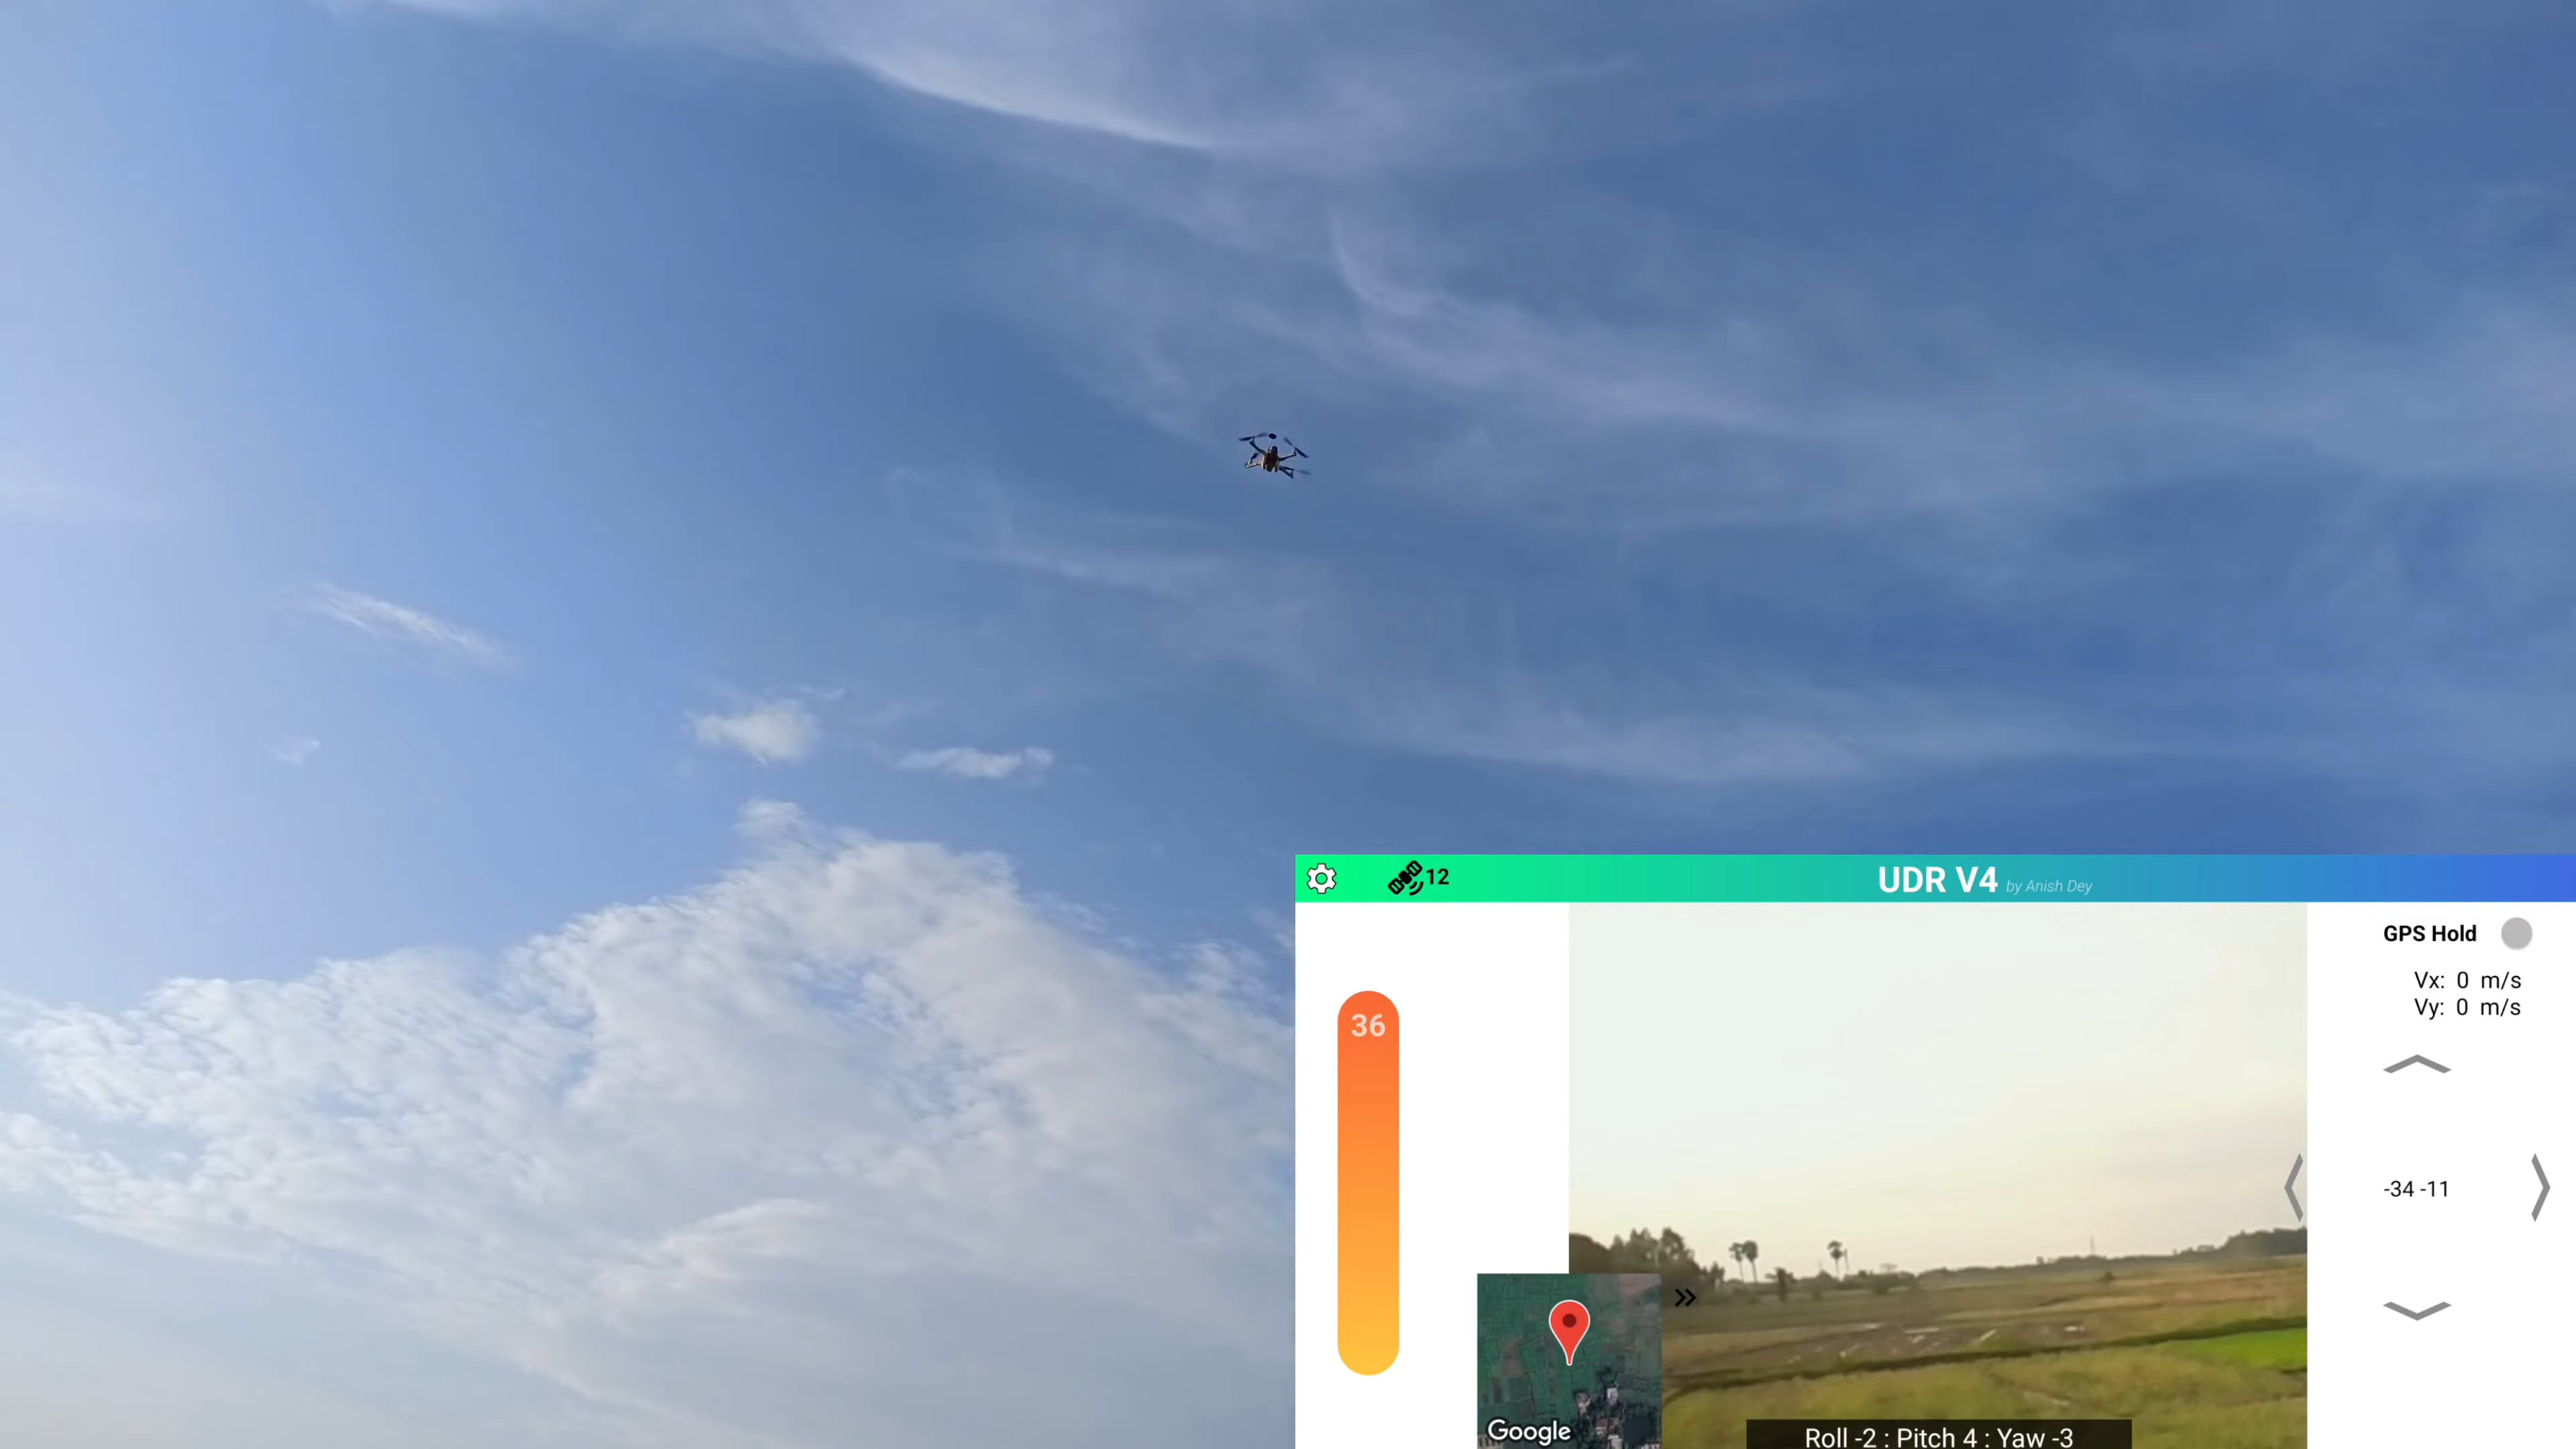 12
UDR V4 by Anish Dey
GPS Hold
Vx: 0 m/s
Vy: 0 m/s
36
-34 -11
Google
Roll -2 : Pitch 4 : Yaw -3